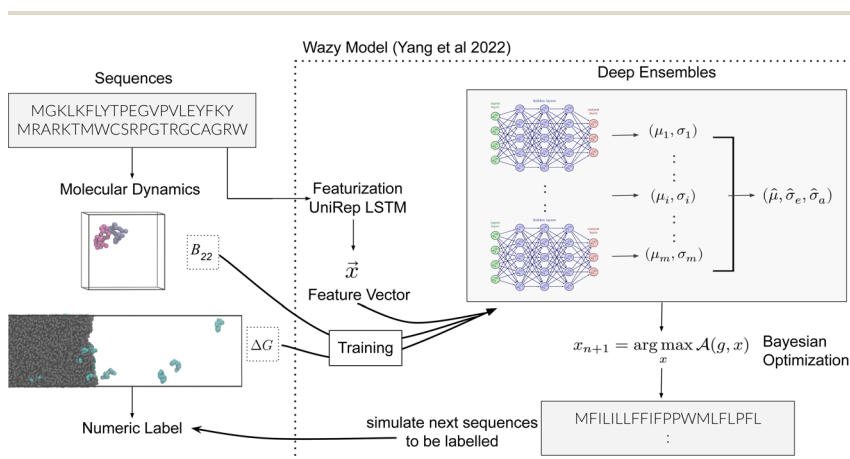 Wazy Model (Yang et al 2022)
Sequences
MGKLKFLYTPEGVPVLEYFKY
MRARKTMWCSRPGTRGCAGRW
Molecular Dynamics
B22
ΔG
Numeric Label
Featurization
UniRep LSTM
x⃗
Feature Vector
Training
Deep Ensembles
(μ1, σ1)
⋮
(μi, σi)
⋮
(μm, σm)
(μ̂, σ̂e, σ̂a)
xn+1 = arg max A(g, x)
x
Bayesian
Optimization
MFILILLFFIFPPWMLFLPFL
:
simulate next sequences
to be labelled